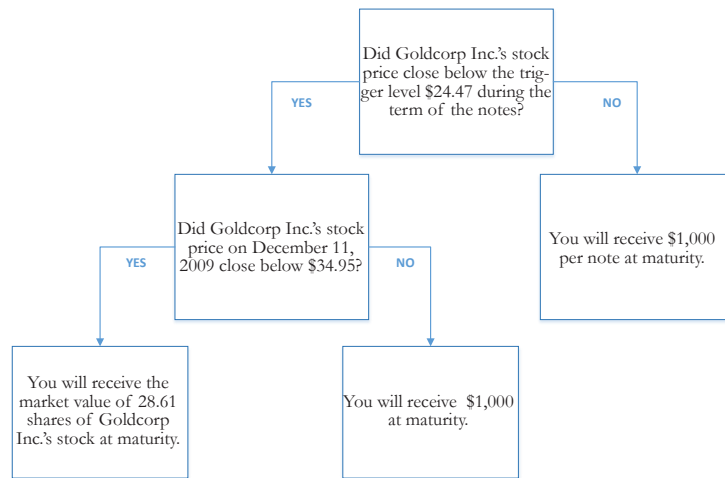 Did Goldcorp Inc.'s stock
price close below the trig-
ger level $24.47 during the
term of the notes?
YES
NO
Did Goldcorp Inc.'s stock
price on December 11,
2009 close below $34.95?
You will receive $1,000
per note at maturity.
YES
NO
You will receive the
market value of 28.61
shares of Goldcorp
Inc.'s stock at maturity.
You will receive $1,000
at maturity.